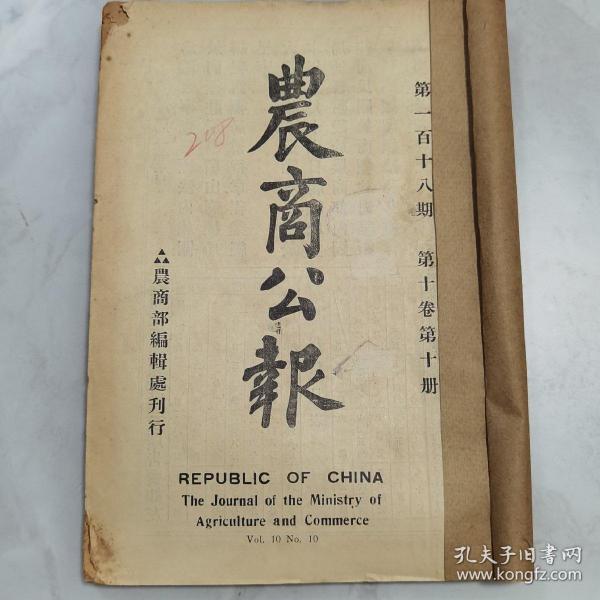 第一百十八期 第十卷第十册
農商公報
農商部編輯處刊行
208
REPUBLIC OF CHINA
The Journal of the Ministry of
Agriculture and Commerce
Vol. 10 No. 10
孔夫子旧书网
www.kongfz.com